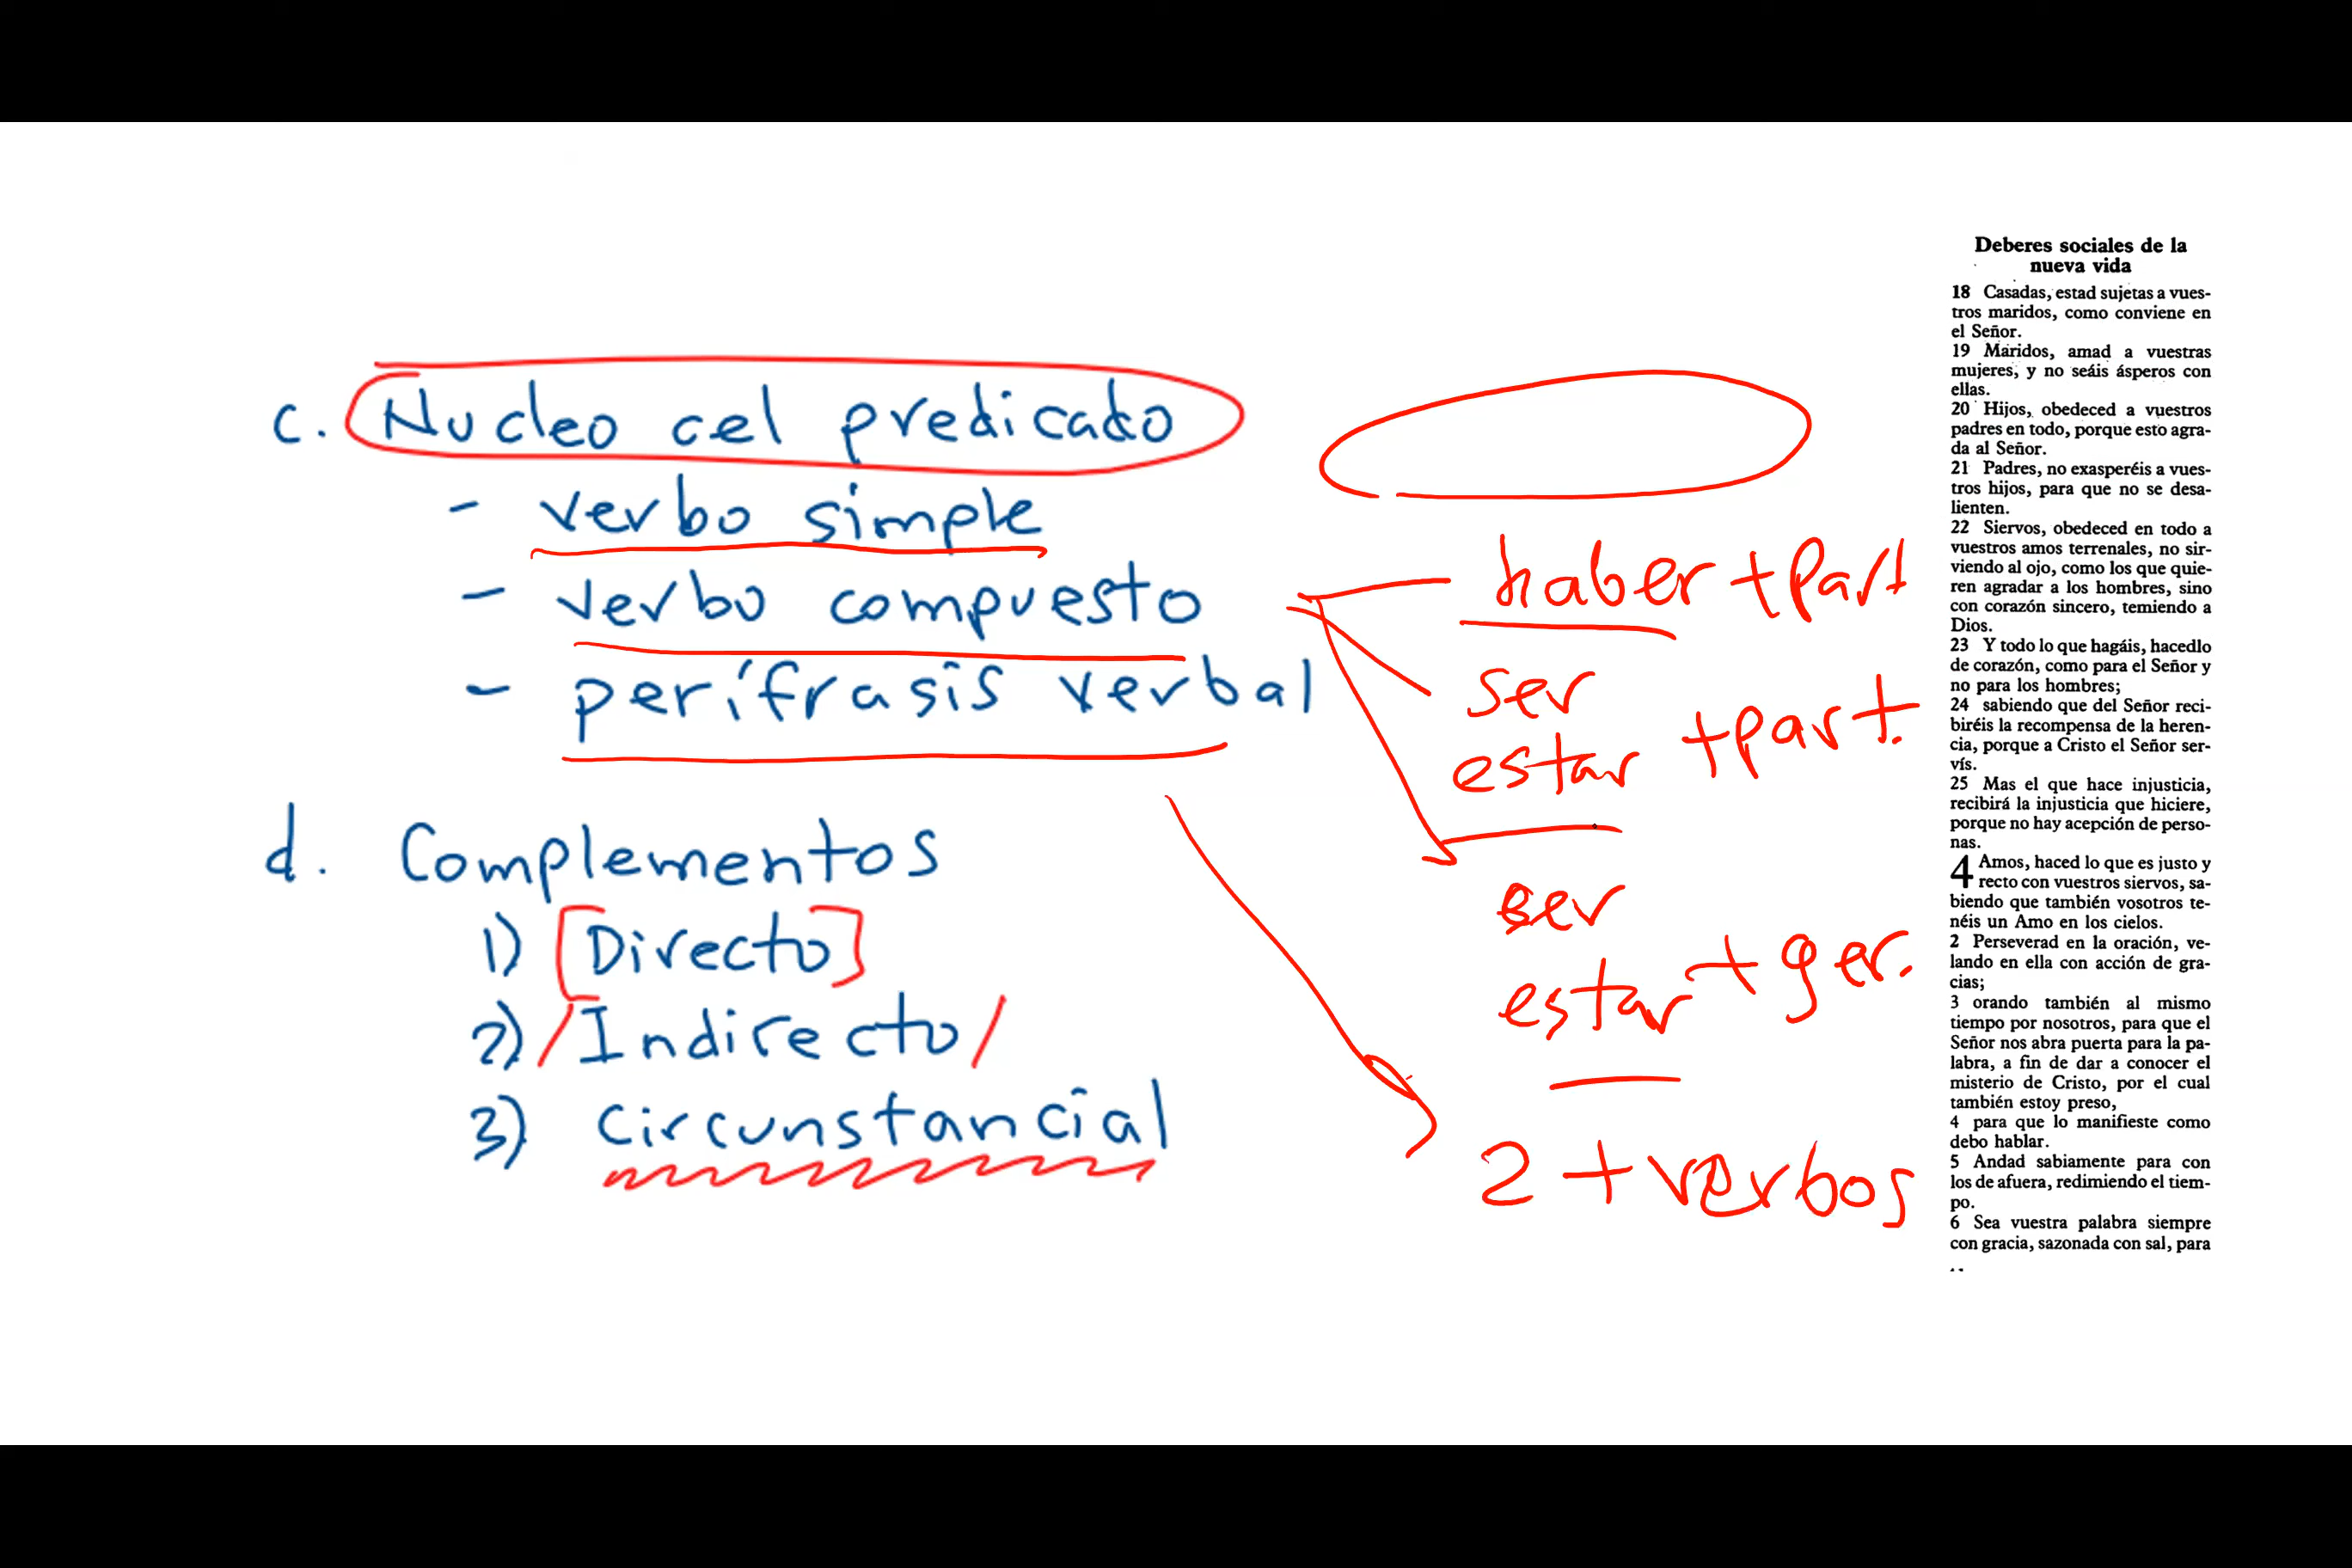 c. Nucleo cel predicado
- verbo simple
- verbo compuesto
- perífrasis verbal
d. Complementos
1) [Directo]
2) /Indirecto/
3) circunstancial
haber + part
ser
estar + part.
ser
estar + ger.
2 + verbos
Deberes sociales de la
nueva vida
18 Casadas, estad sujetas a vues-
tros maridos, como conviene en
el Señor.
19 Maridos, amad a vuestras
mujeres, y no seáis ásperos con
ellas.
20 Hijos, obedeced a vuestros
padres en todo, porque esto agra-
da al Señor.
21 Padres, no exasperéis a vues-
tros hijos, para que no se desa-
lienten.
22 Siervos, obedeced en todo a
vuestros amos terrenales, no sir-
viendo al ojo, como los que quie-
ren agradar a los hombres, sino
con corazón sincero, temiendo a
Dios.
23 Y todo lo que hagáis, hacedlo
de corazón, como para el Señor y
no para los hombres;
24 sabiendo que del Señor reci-
biréis la recompensa de la heren-
cia, porque a Cristo el Señor ser-
vís.
25 Mas el que hace injusticia,
recibirá la injusticia que hiciere,
porque no hay acepción de perso-
nas.
4 Amos, haced lo que es justo y
recto con vuestros siervos, sa-
biendo que también vosotros te-
néis un Amo en los cielos.
2 Perseverad en la oración, ve-
lando en ella con acción de gra-
cias;
3 orando también al mismo
tiempo por nosotros, para que el
Señor nos abra puerta para la pa-
labra, a fin de dar a conocer el
misterio de Cristo, por el cual
también estoy preso,
4 para que lo manifieste como
debo hablar.
5 Andad sabiamente para con
los de afuera, redimiendo el tiem-
po.
6 Sea vuestra palabra siempre
con gracia, sazonada con sal, para